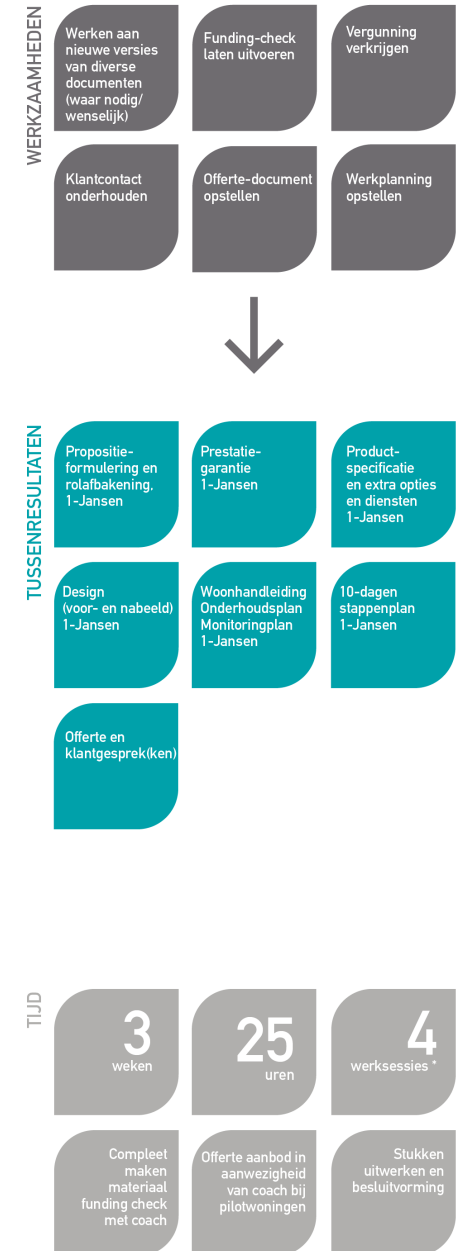 WERKZAAMHEDEN
Werken aan
nieuwe versies
van diverse
documenten
(waar nodig/
wenselijk)
Funding-check
laten uitvoeren
Vergunning
verkrijgen
Klantcontact
onderhouden
Offerte-document
opstellen
Werkplanning
opstellen
TUSSENRESULTATEN
Propositie-
formulering en
rolafbakening,
1-Jansen
Prestatie-
garantie
1-Jansen
Product-
specificatie
en extra opties
en diensten
1-Jansen
Design
(voor- en nabeeld)
1-Jansen
Woonhandleiding
Onderhoudsplan
Monitoringplan
1-Jansen
10-dagen
stappenplan
1-Jansen
Offerte en
klantgesprek(ken)
TIJD
3
weken
25
uren
4
werksessies *
Compleet
maken
materiaal
funding check
met coach
Offerte aanbod in
aanwezigheid
van coach bij
pilotwoningen
Stukken
uitwerken en
besluitvorming